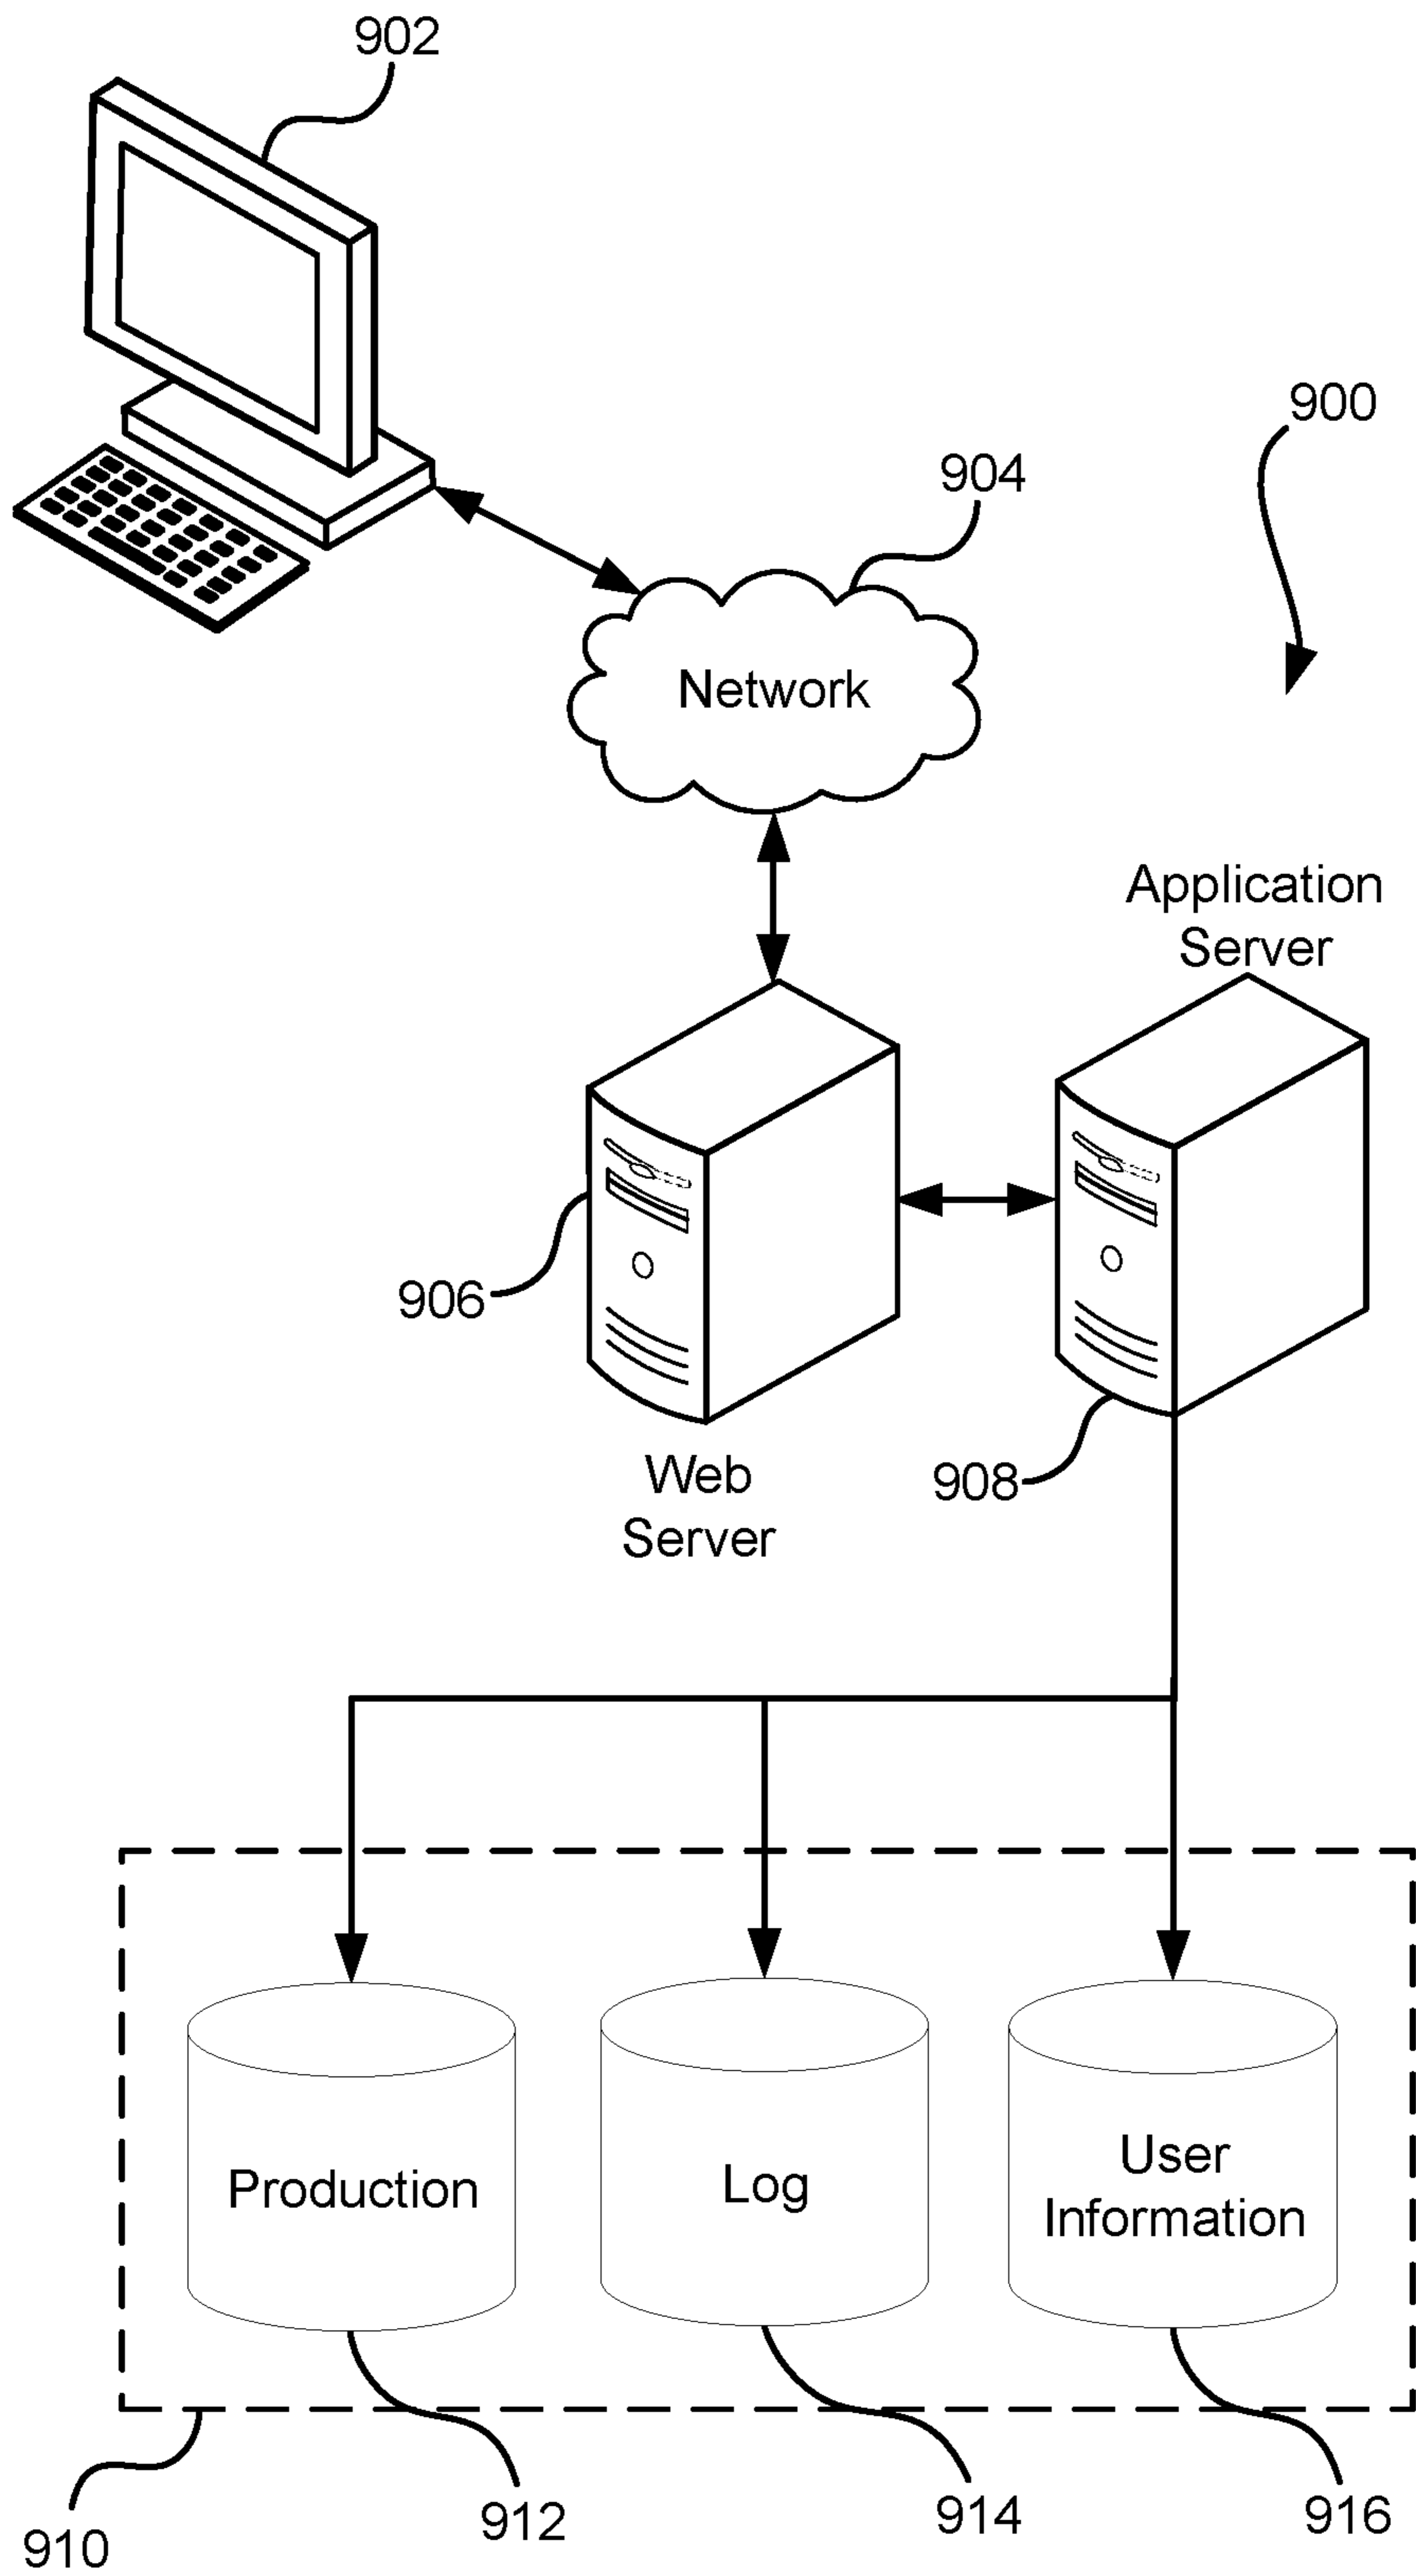 902
900
904
Network
Application
Server
906
908
Web
Server
Production
Log
User
Information
910
912
914
916